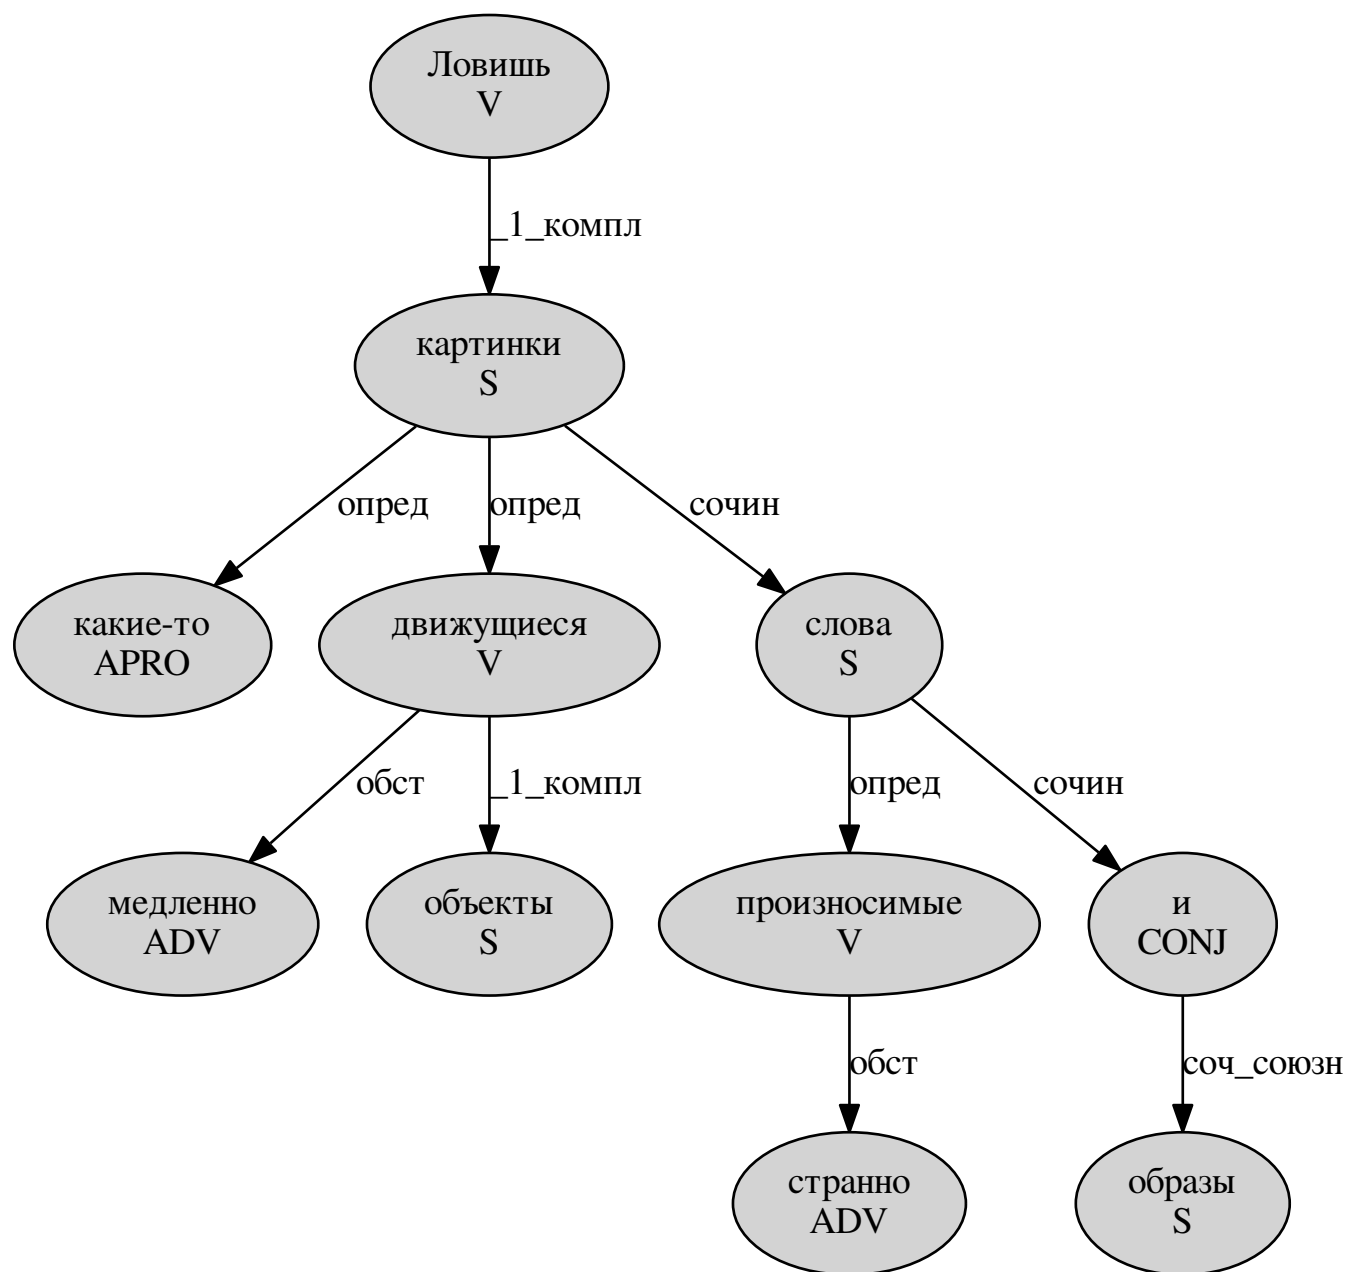 Ловишь
V
_1_компл
картинки
S
опред
опред
сочин
какие-то
APRO
движущиеся
V
слова
S
обст
_1_компл
опред
сочин
медленно
ADV
объекты
S
произносимые
V
и
CONJ
обст
соч_союзн
странно
ADV
образы
S